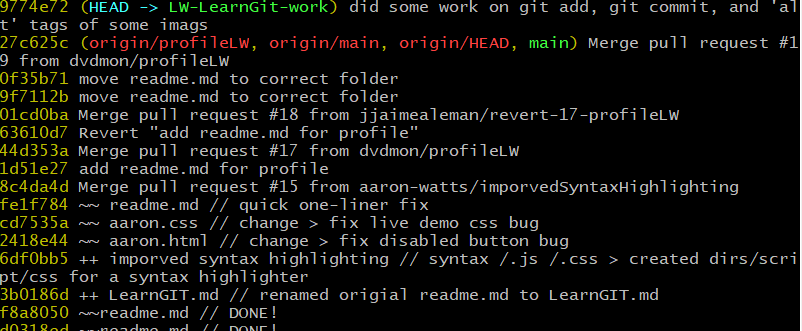 9774e72 (HEAD -> LW-LearnGit-work) did some work on git add, git commit, and 'al
t' tags of some imags
27c625c (origin/profileLW, origin/main, origin/HEAD, main) Merge pull request #1
9 from dvdmon/profileLW
0f35b71 move readme.md to correct folder
9f7112b move readme.md to correct folder
01cd0ba Merge pull request #18 from jjaimealeman/revert-17-profileLW
63610d7 Revert "add readme.md for profile"
44d353a Merge pull request #17 from dvdmon/profileLW
1d51e27 add readme.md for profile
8c4da4d Merge pull request #15 from aaron-watts/imporvedSyntaxHighlighting
fe1f784 ~~ readme.md // quick one-liner fix
cd7535a ~~ aaron.css // change > fix live demo css bug
2418e44 ~~ aaron.html // change > fix disabled button bug
6df0bb5 ++ imporved syntax highlighting // syntax /.js /.css > created dirs/scri
pt/css for a syntax highlighter
3b0186d ++ LearnGIT.md // renamed origial readme.md to LearnGIT.md
f8a8050 ~~readme.md // DONE!
d0318ed ~~readme.md // DONE!